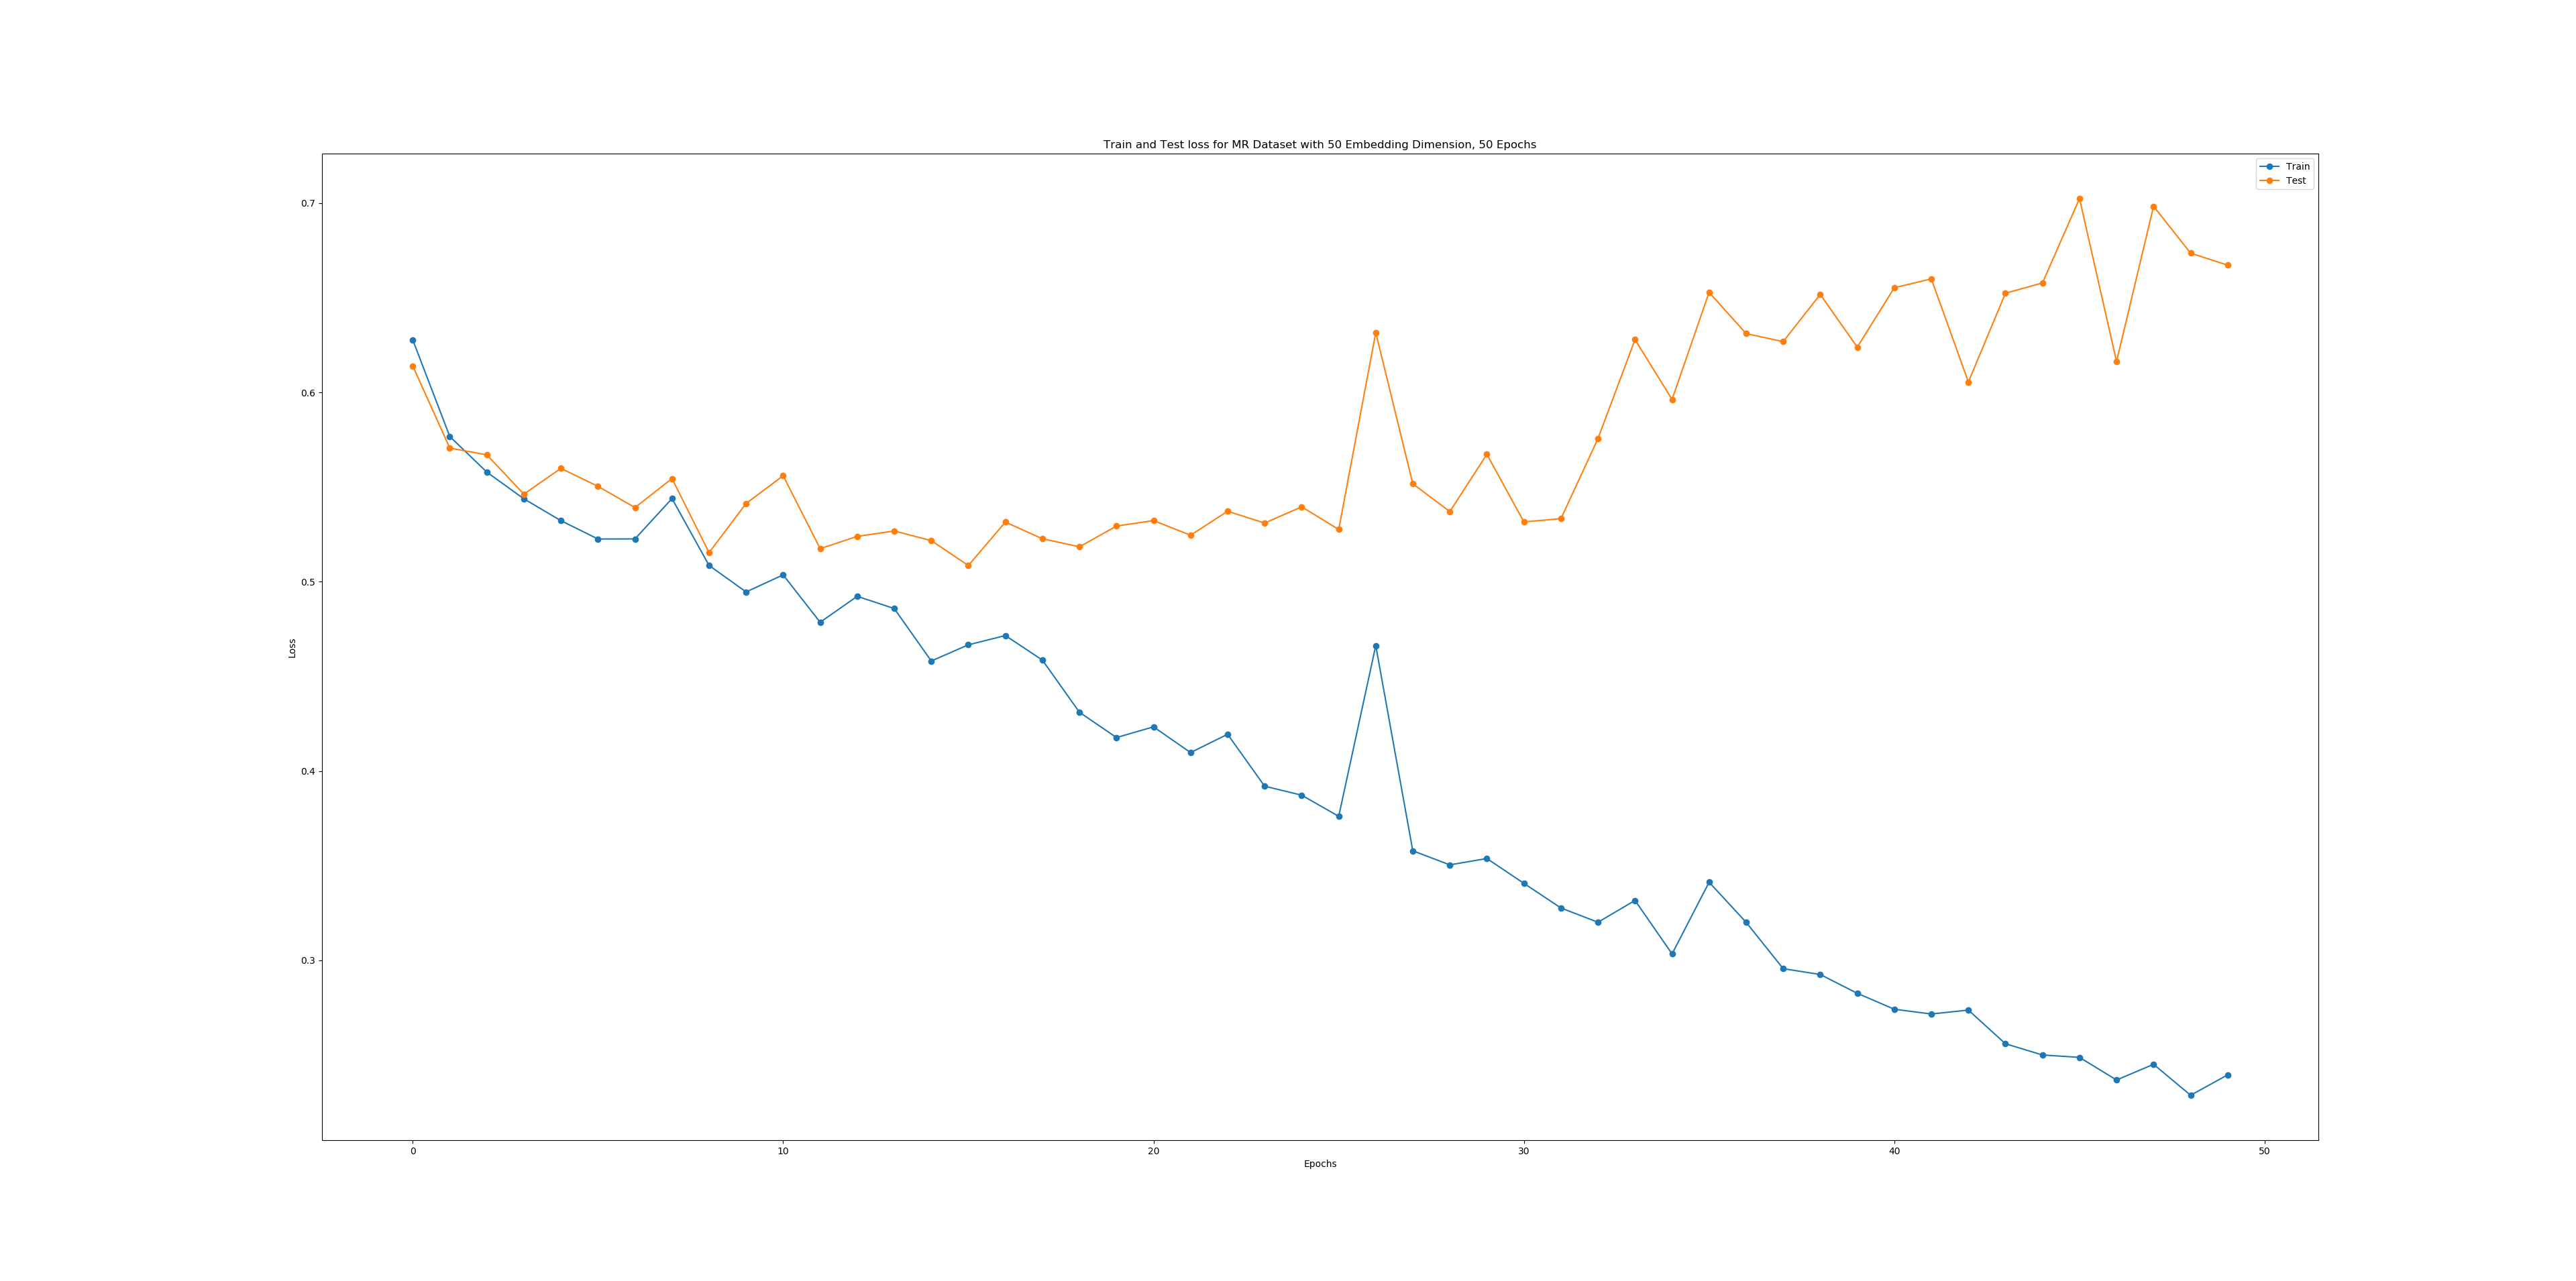 Train and Test loss for MR Dataset with 50 Embedding Dimension, 50 Epochs
Train
Test
0.7
0.6
0.5
0.4
0.3
Loss
0 10 20 30 40 50
Epochs